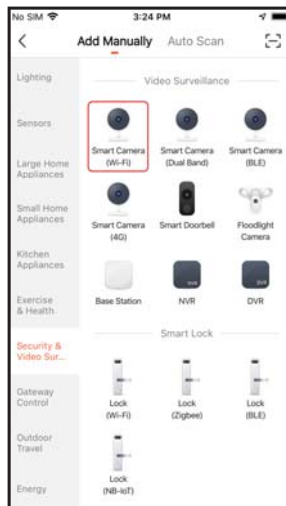 No SIM 3:24 PM
Add Manually Auto Scan
Lighting
Sensors
Large Home
Appliances
Small Home
Appliances
Kitchen
Appliances
Exercise
& Health
Security &
Video Sur...
Gateway
Control
Outdoor
Travel
Energy
Video Surveillance
Smart Camera
(Wi-Fi)
Smart Camera
(Dual Band)
Smart Camera
(BLE)
Smart Camera
(4G)
Smart Doorbell
Floodlight
Camera
Base Station
NVR
NVR
DVR
DVR
Smart Lock
Lock
(Wi-Fi)
Lock
(Zigbee)
Lock
(BLE)
Lock
(NB-IoT)